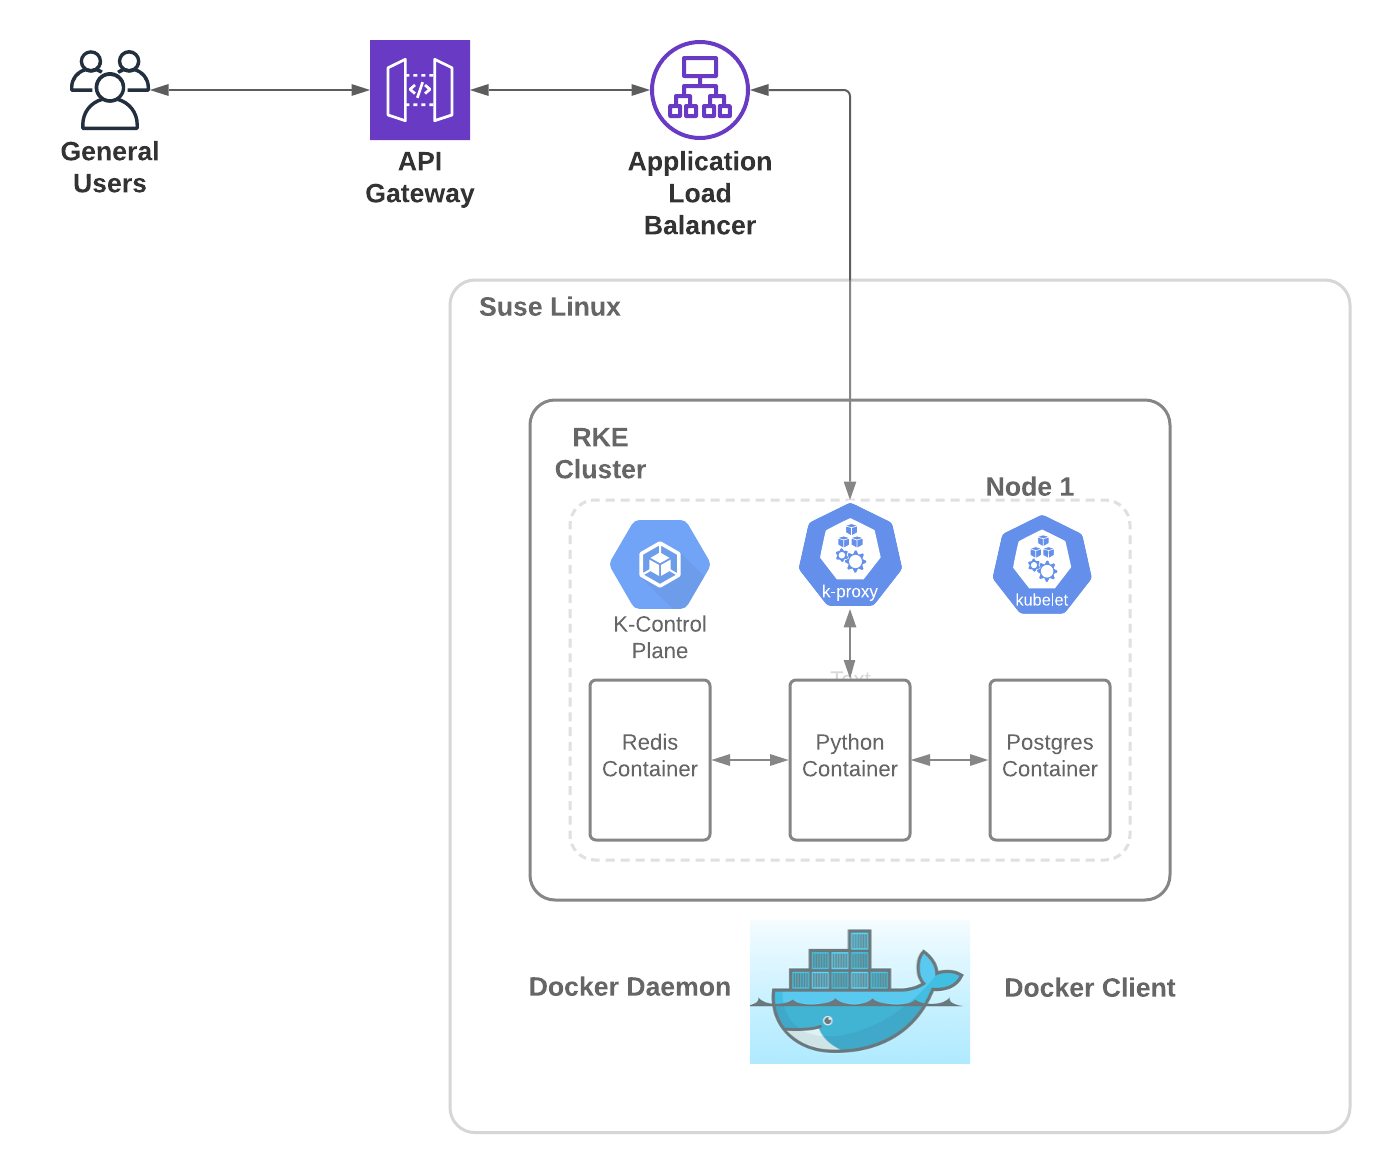 General
Users
API
Gateway
Application
Load
Balancer
Suse Linux
RKE
Cluster
Node 1
k-proxy
kubelet
K-Control
Plane
Text
Redis
Container
Python
Container
Postgres
Container
Docker Daemon
Docker Client